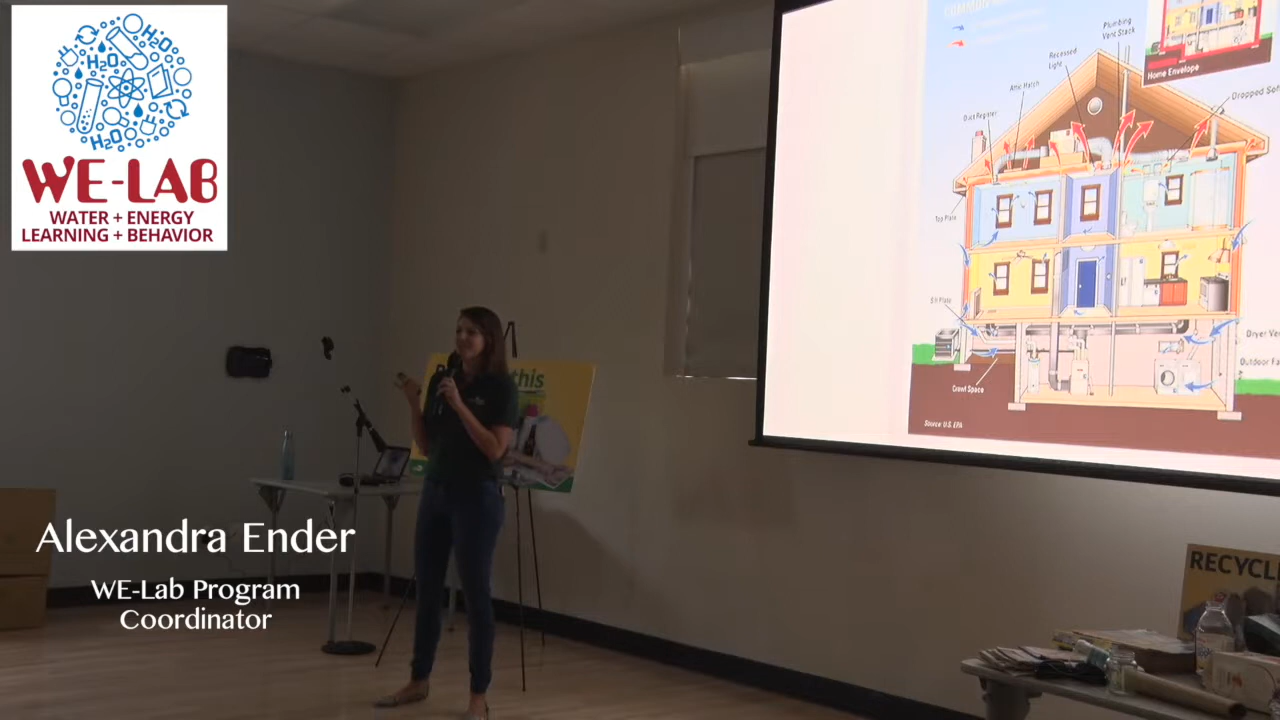 H2O
H2O
H2O
WE-LAB
WATER + ENERGY
LEARNING + BEHAVIOR
Alexandra Ender
WE-Lab Program
Coordinator
COMMON
Plumbing
Vent Stack
Recessed
Light
Attic Hatch
Duct Register
Home Envelope
Dropped
Top Plate
Sill Plate
Crawl Space
Dryer
Outdoor
Source: U.S. EPA
this
RECYCL